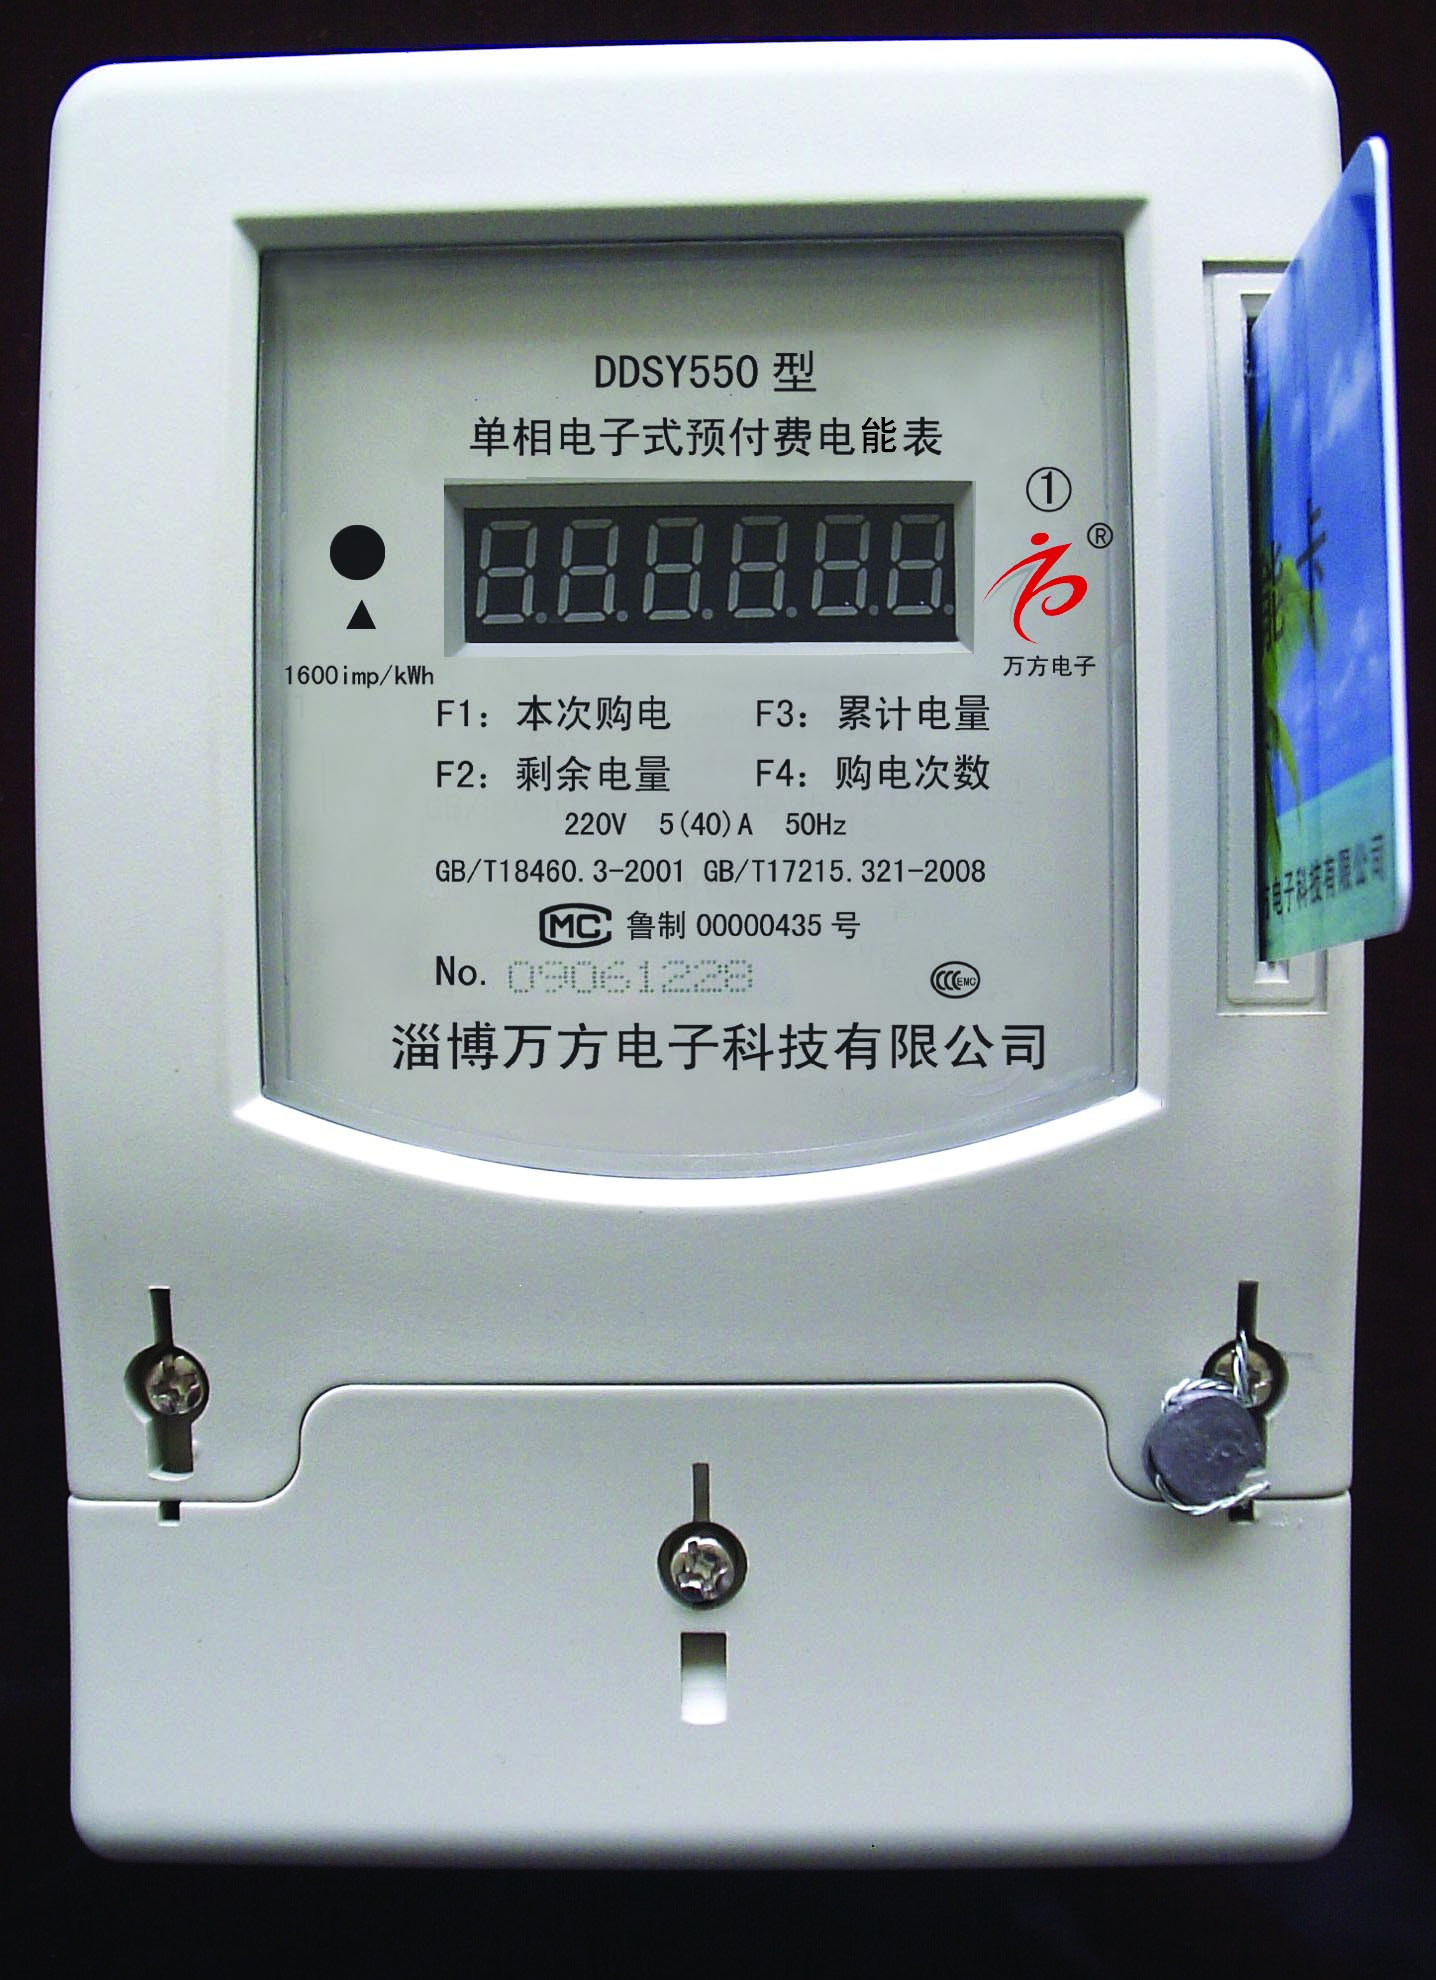 DDSY550 型
单相电子式预付费电能表
①
®
万方电子
1600imp/kWh
F1: 本次购电 F3: 累计电量
F2: 剩余电量 F4: 购电次数
220V 5(40)A 50Hz
GB/T18460.3-2001 GB/T17215.321-2008
MC 鲁制 00000435 号
No. 09061228
CCC EMC
淄博万方电子科技有限公司
卡
方电子科技有限公司